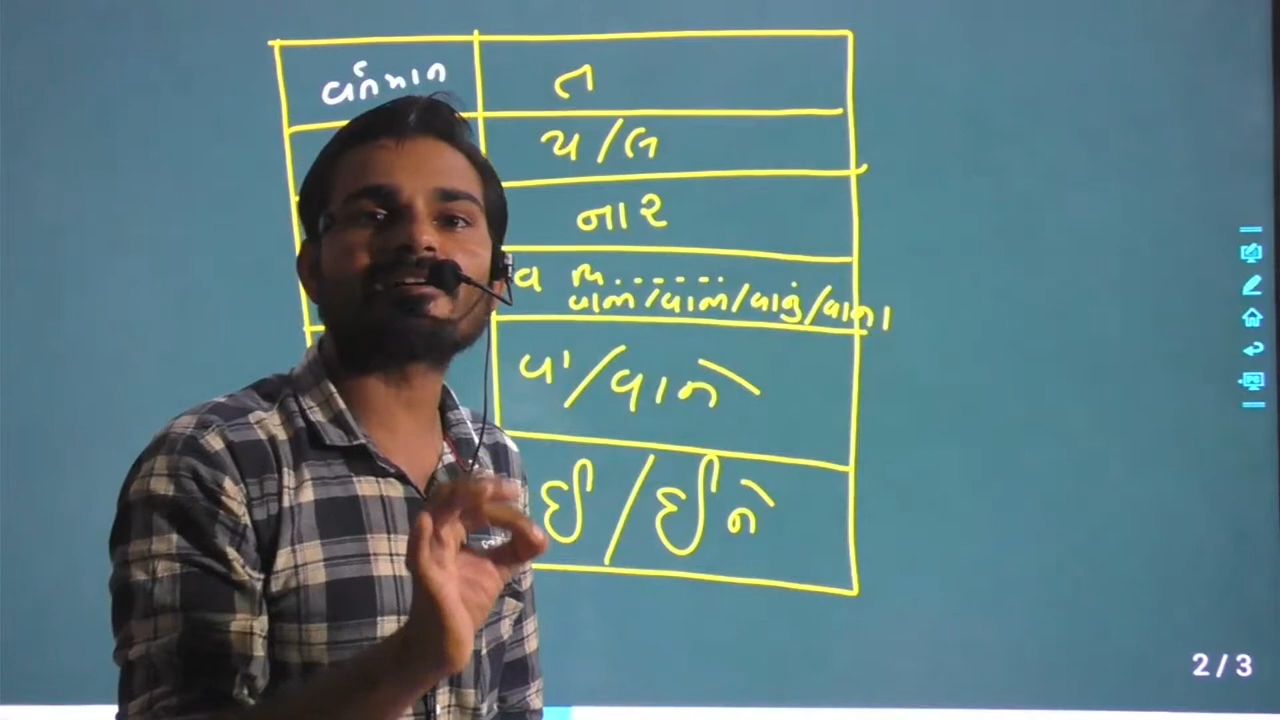 વર્તમાન ત
ય/લ
નાર
વ
વાની/વાનો/વાનું/વાના
વા/વાને
ઈ/ઈને
2/3